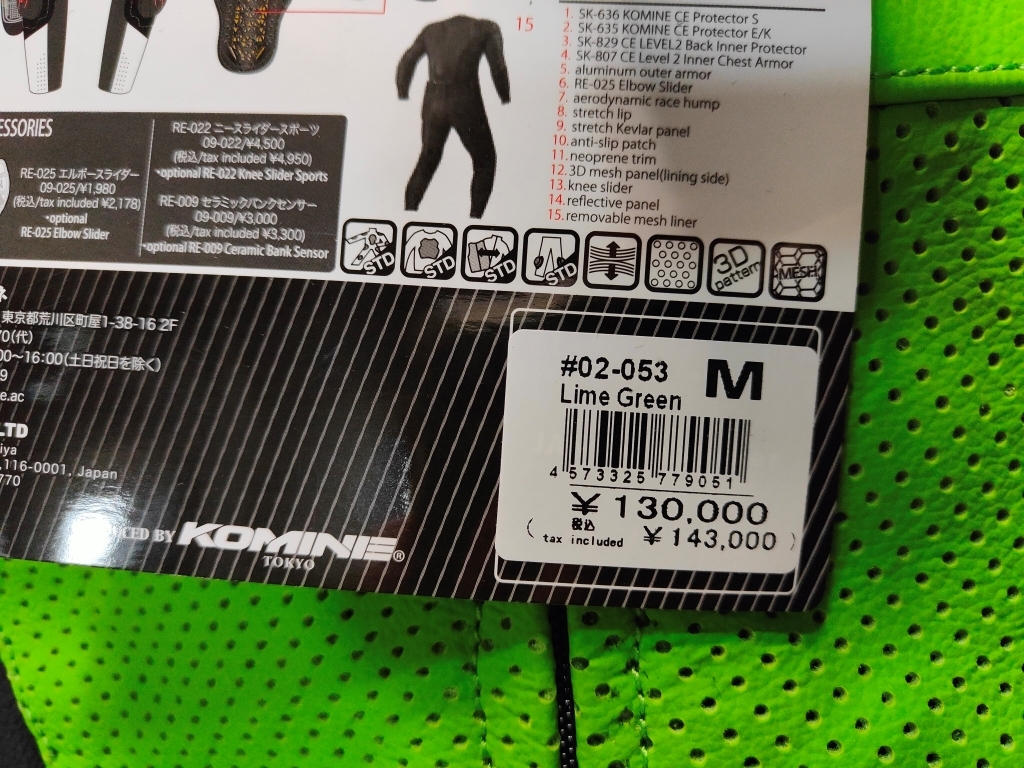 15
1. SK-636 KOMINE CE Protector S
2. SK-635 KOMINE CE Protector E/K
3. SK-829 CE LEVEL2 Back Inner Protector
4. SK-807 CE Level 2 Inner Chest Armor
5. aluminum outer armor
6. RE-025 Elbow Slider
7. aerodynamic race hump
8. stretch lip
9. stretch Kevlar panel
10. anti-slip patch
11. neoprene trim
12. 3D mesh panel(lining side)
13. knee slider
14. reflective panel
15. removable mesh liner
ESSORIES
RE-025 エルボースライダー
09-025/¥1,980
(税込/tax included ¥2,178)
•optional
RE-025 Elbow Slider
RE-022 ニースライダースポーツ
09-022/¥4,500
(税込/tax included ¥4,950)
•optional RE-022 Knee Slider Sports
RE-009 セラミックバンクセンサー
09-009/¥3,000
(税込/tax included ¥3,300)
•optional RE-009 Ceramic Bank Sensor
STD
STD
STD
STD
3D pattern
MESH
ネ
東京都荒川区町屋1-38-16 2F
70(代)
00〜16:00(土日祝日を除く)
9
e.ac
LTD
iya
,116-0001, Japan
770
CED BY KOMINE®
TOKYO
#02-053 M
Lime Green
4 573325 779051
¥ 130,000
税込
( tax included ¥ 143,000 )